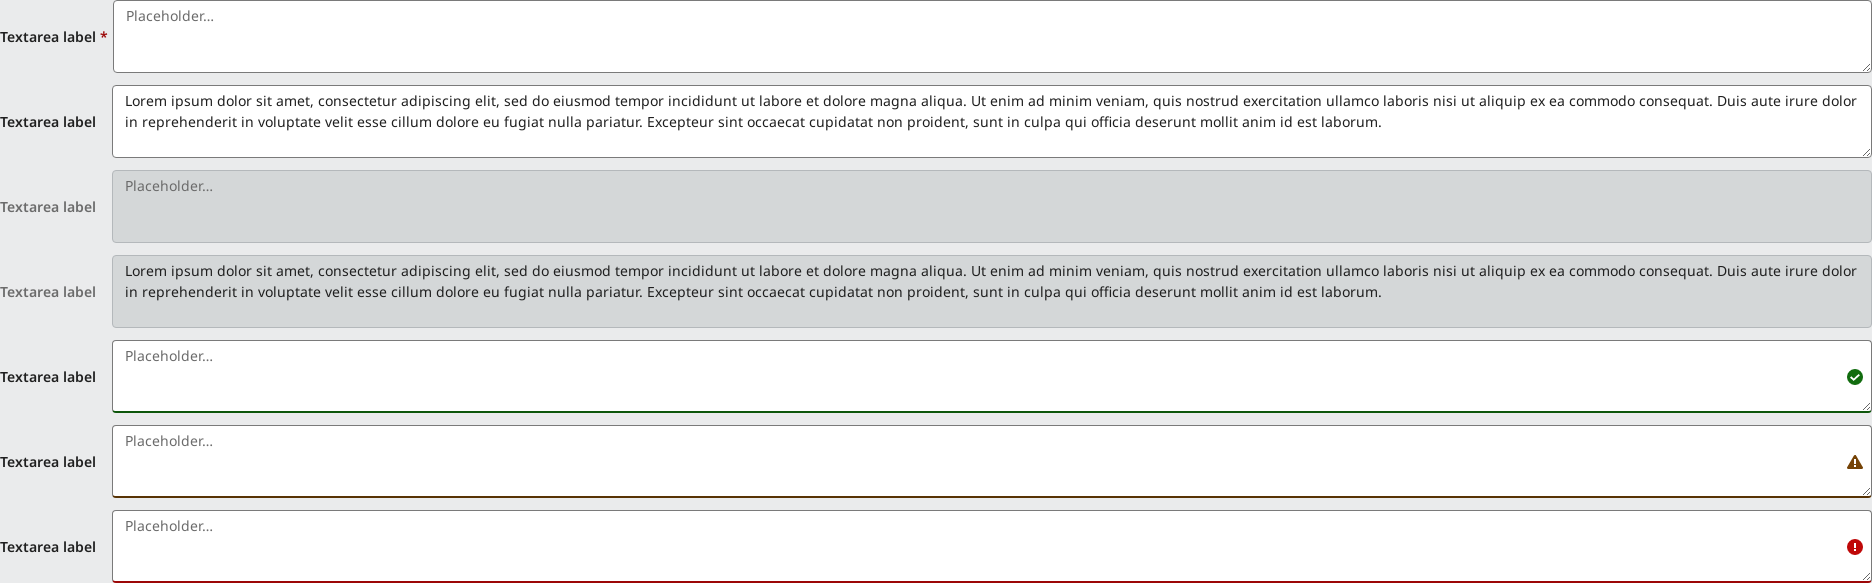 Textarea label * Placeholder...
Textarea label
Lorem ipsum dolor sit amet, consectetur adipiscing elit, sed do eiusmod tempor incididunt ut labore et dolore magna aliqua. Ut enim ad minim veniam, quis nostrud exercitation ullamco laboris nisi ut aliquip ex ea commodo consequat. Duis aute irure dolor
in reprehenderit in voluptate velit esse cillum dolore eu fugiat nulla pariatur. Excepteur sint occaecat cupidatat non proident, sunt in culpa qui officia deserunt mollit anim id est laborum.
Textarea label Placeholder...
Textarea label
Lorem ipsum dolor sit amet, consectetur adipiscing elit, sed do eiusmod tempor incididunt ut labore et dolore magna aliqua. Ut enim ad minim veniam, quis nostrud exercitation ullamco laboris nisi ut aliquip ex ea commodo consequat. Duis aute irure dolor
in reprehenderit in voluptate velit esse cillum dolore eu fugiat nulla pariatur. Excepteur sint occaecat cupidatat non proident, sunt in culpa qui officia deserunt mollit anim id est laborum.
Textarea label Placeholder...
Textarea label Placeholder...
Textarea label Placeholder...